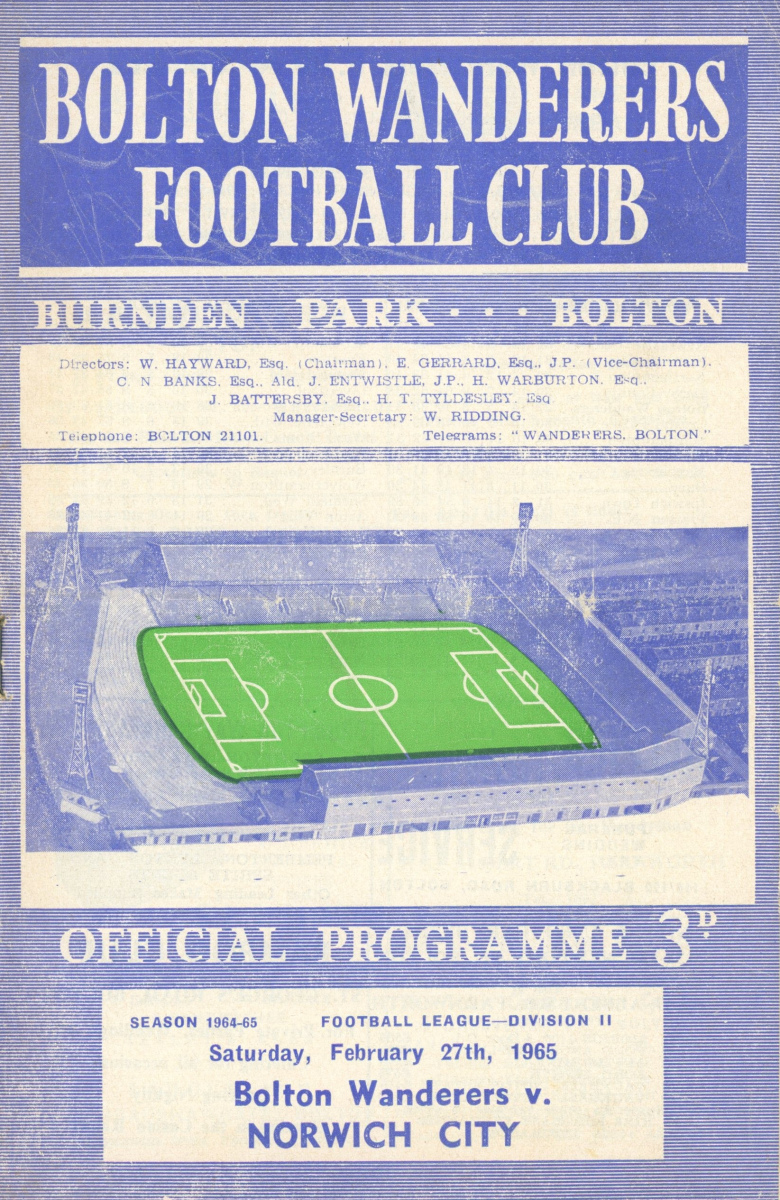 BOLTON WANDERERS
FOOTBALL CLUB
BURNDEN PARK . . . BOLTON
Directors: W. HAYWARD, Esq. (Chairman), E. GERRARD, Esq., J.P. (Vice-Chairman).
C. N. BANKS, Esq., Ald. J. ENTWISTLE, J.P., H. WARBURTON, Esq.,
J. BATTERSBY, Esq., H. T. TYLDESLEY, Esq.
Manager-Secretary: W. RIDDING.
Telephone: BOLTON 21101. Telegrams: "WANDERERS, BOLTON"
OFFICIAL PROGRAMME 3D.
SEASON 1964-65 FOOTBALL LEAGUE—DIVISION II
Saturday, February 27th, 1965
Bolton Wanderers v.
NORWICH CITY